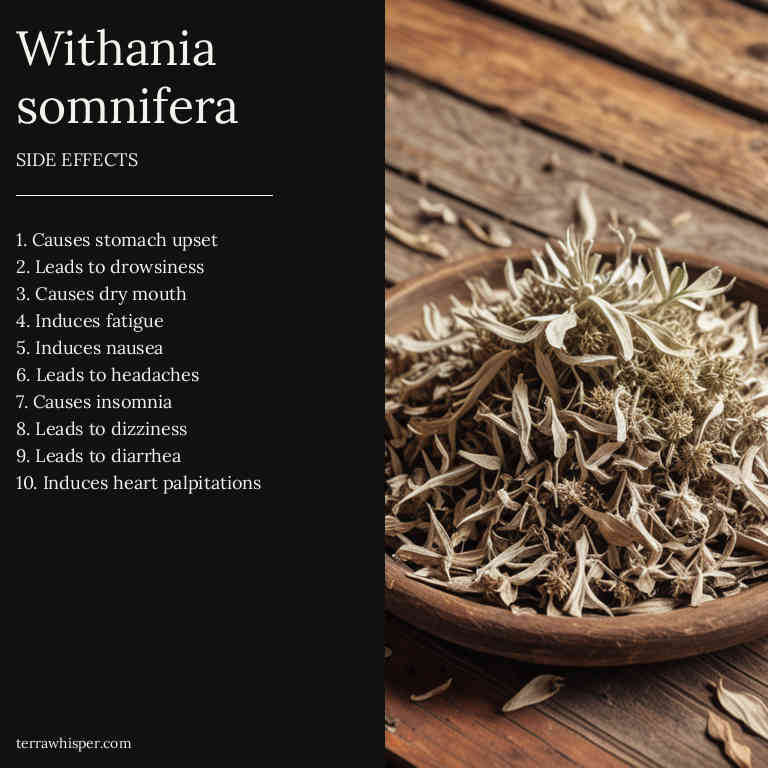 Withania
somnifera
SIDE EFFECTS
1. Causes stomach upset
2. Leads to drowsiness
3. Causes dry mouth
4. Induces fatigue
5. Induces nausea
6. Leads to headaches
7. Causes insomnia
8. Leads to dizziness
9. Leads to diarrhea
10. Induces heart palpitations
terrawhisper.com